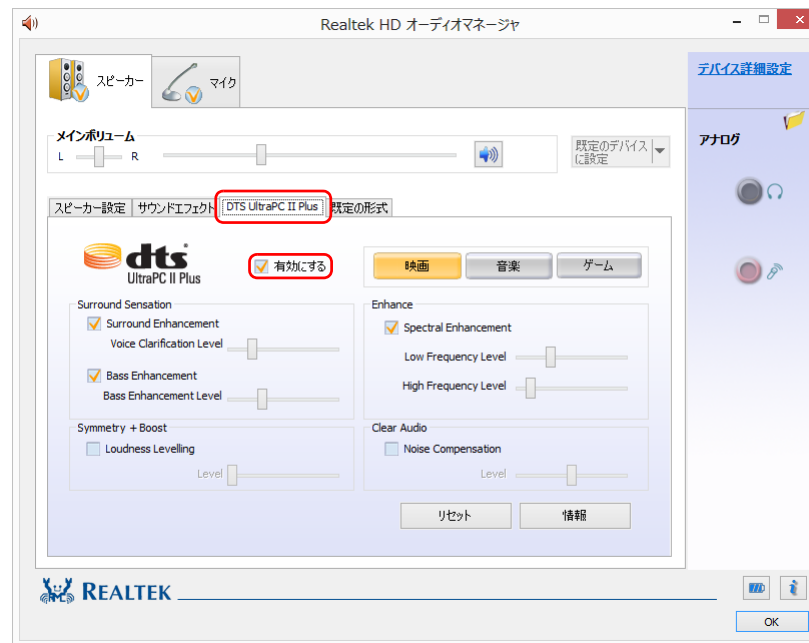 Realtek HD オーディオマネージャ
スピーカー マイク
デバイス詳細設定
メインボリューム
L R
既定のデバイスに設定
アナログ
スピーカー設定 サウンドエフェクト DTS UltraPC II Plus 既定の形式
dts
UltraPC II Plus
有効にする
映画 音楽 ゲーム
Surround Sensation
Surround Enhancement
Voice Clarification Level
Bass Enhancement
Bass Enhancement Level
Enhance
Spectral Enhancement
Low Frequency Level
High Frequency Level
Symmetry + Boost
Loudness Levelling
Level
Clear Audio
Noise Compensation
Level
リセット 情報
REALTEK
OK